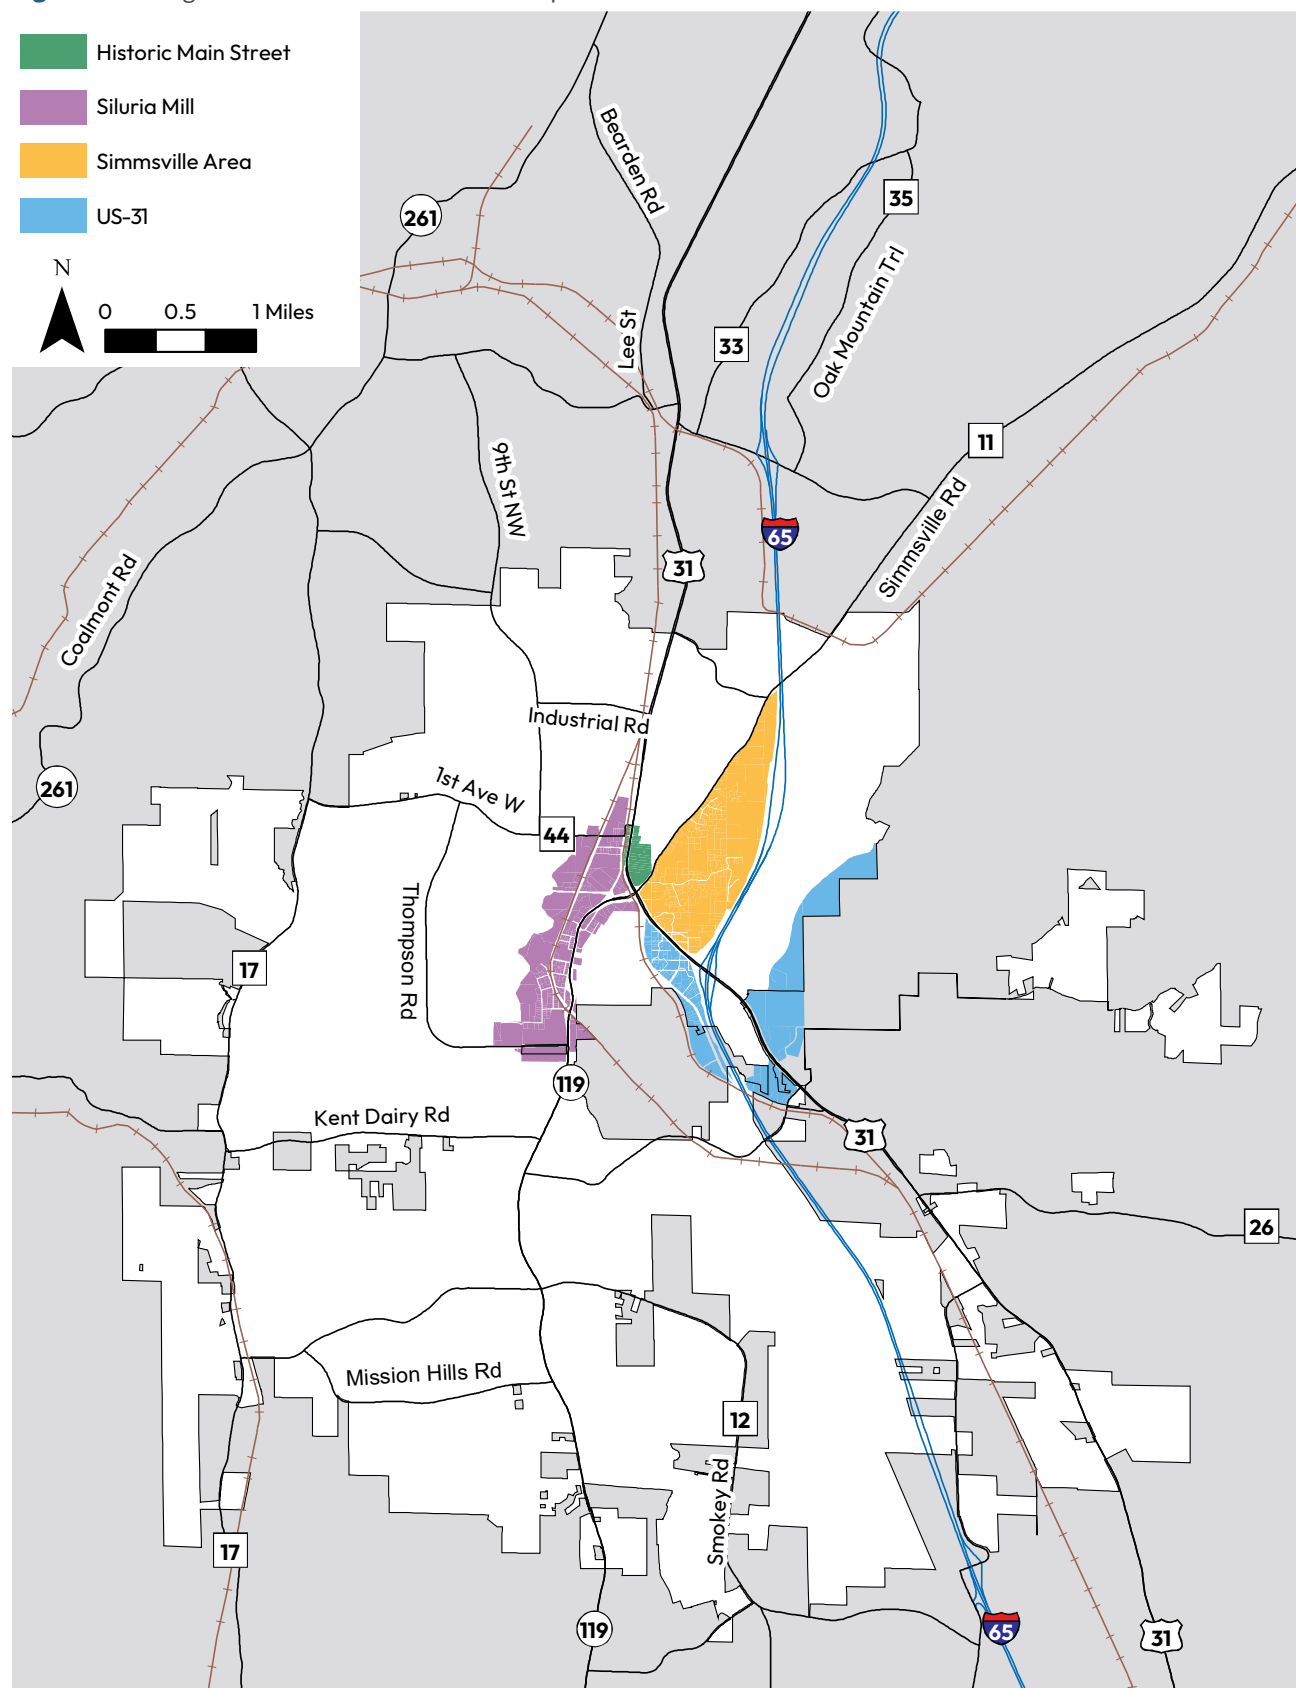 Historic Main Street
Siluria Mill
Simmsville Area
US-31
N
0 0.5 1 Miles
Bearden Rd
261
35
Oak Mountain Trl
Lee St
33
11
9th St NW
65
Simmsville Rd
31
Coalmont Rd
Industrial Rd
261
1st Ave W
44
Thompson Rd
17
119
Kent Dairy Rd
31
26
Mission Hills Rd
12
Smokey Rd
17
119
65
31